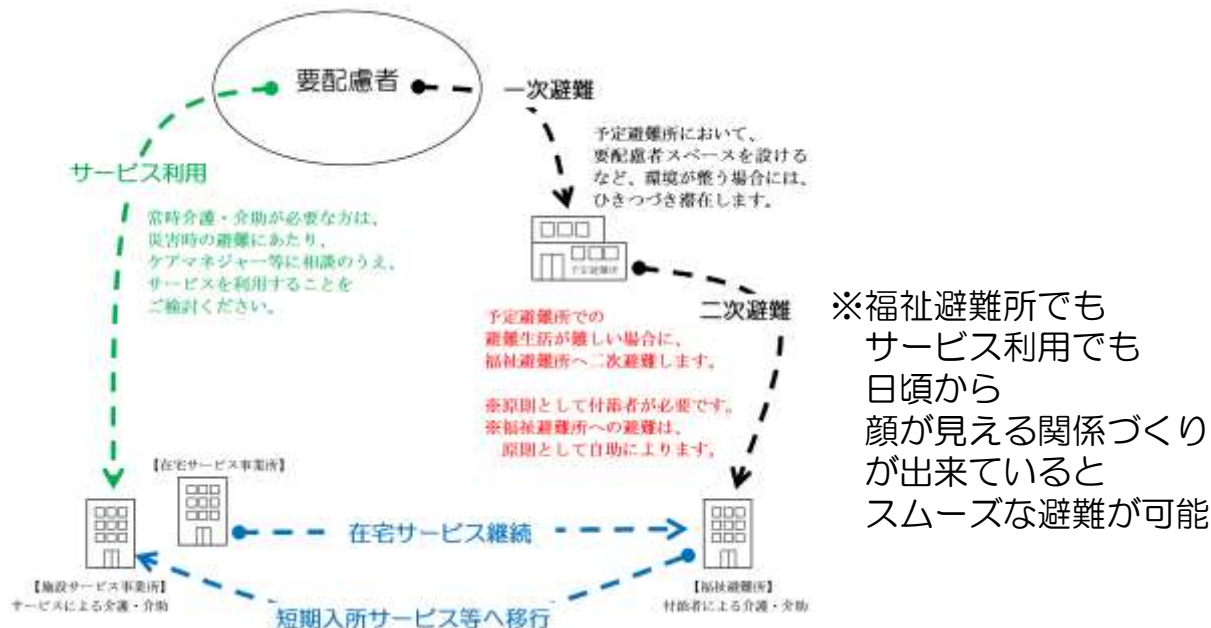 要配慮者
一次避難
予定避難所において、
要配慮者スペースを設ける
など、環境が整う場合には、
ひきつづき滞在します。
サービス利用
常時介護・介助が必要な方は、
災害時の避難にあたり、
ケアマネジャー等に相談のうえ、
サービスを利用することを
ご検討ください。
予定避難所
二次避難
予定避難所での
避難生活が難しい場合に、
福祉避難所へ二次避難します。
※原則として付添者が必要です。
※福祉避難所への避難は、
原則として自助によります。
※福祉避難所でも
サービス利用でも
日頃から
顔が見える関係づくり
が出来ていると
スムーズな避難が可能
【在宅サービス事業所】
在宅サービス継続
【施設サービス事業所】
サービスによる介護・介助
【福祉避難所】
付添者による介護・介助
短期入所サービス等へ移行